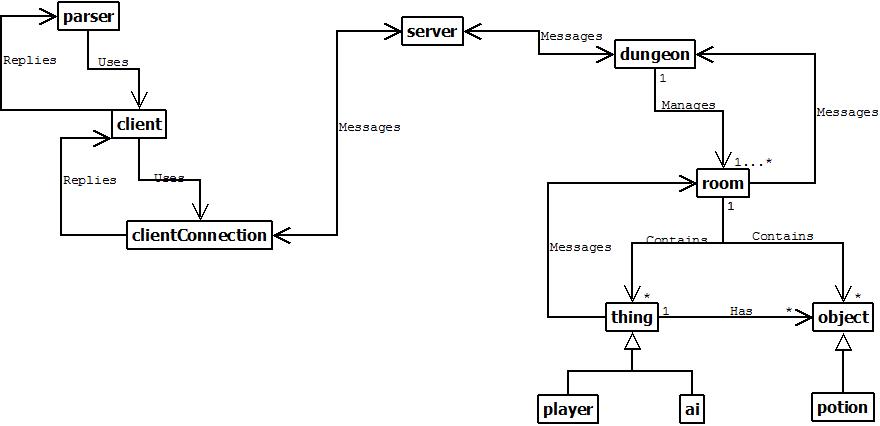 parser
server
Replies
Uses
Messages
dungeon
1
Manages
client
Messages
Messages
1...*
Replies
Uses
room
1
clientConnection
Contains
Contains
Messages
*
*
thing
1
Has
*
object
player
ai
potion